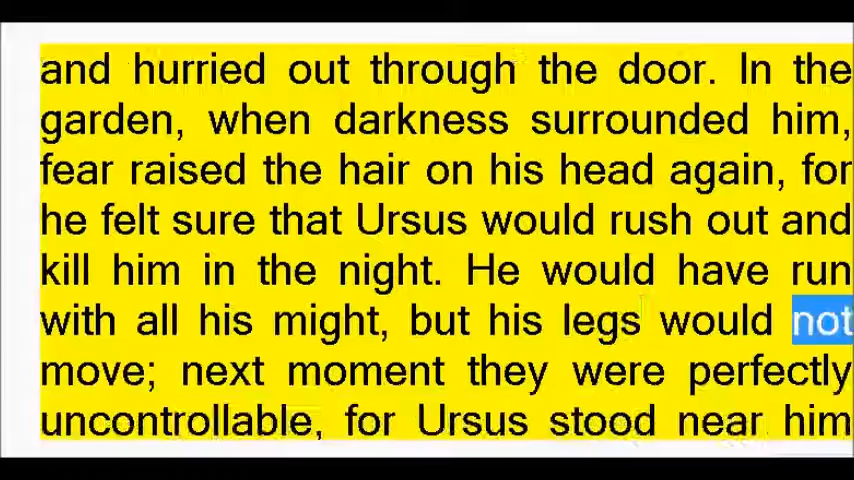 and hurried out through the door. In the
garden, when darkness surrounded him,
fear raised the hair on his head again, for
he felt sure that Ursus would rush out and
kill him in the night. He would have run
with all his might, but his legs would not
move; next moment they were perfectly
uncontrollable, for Ursus stood near him